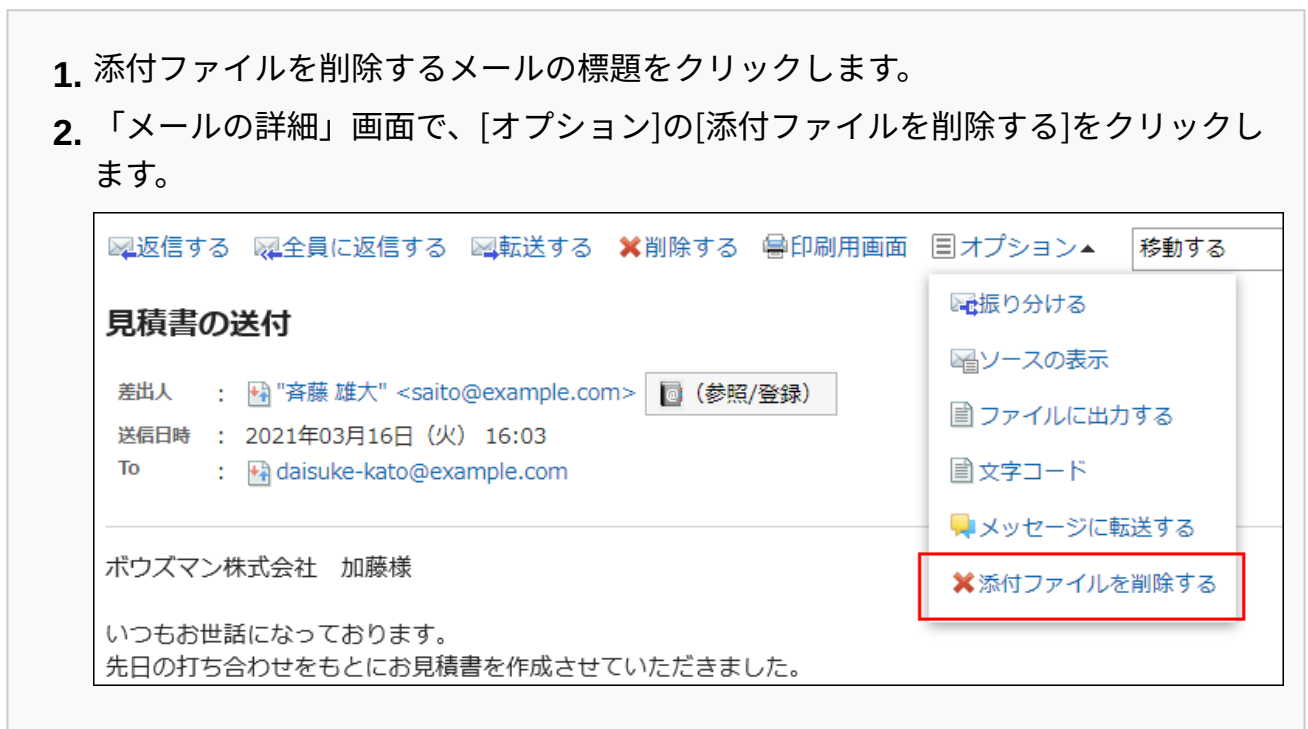 1. 添付ファイルを削除するメールの標題をクリックします。
2. 「メールの詳細」画面で、[オプション]の[添付ファイルを削除する]をクリックし
ます。
返信する 全員に返信する 転送する 削除する 印刷用画面 オプション▲ 移動する
振り分ける
見積書の送付
ソースの表示
差出人 : "斉藤 雄大" <saito@example.com> (参照/登録)
ファイルに出力する
送信日時 : 2021年03月16日（火） 16:03
To : daisuke-kato@example.com
文字コード
メッセージに転送する
ボウズマン株式会社　加藤様
添付ファイルを削除する
いつもお世話になっております。
先日の打ち合わせをもとにお見積書を作成させていただきました。